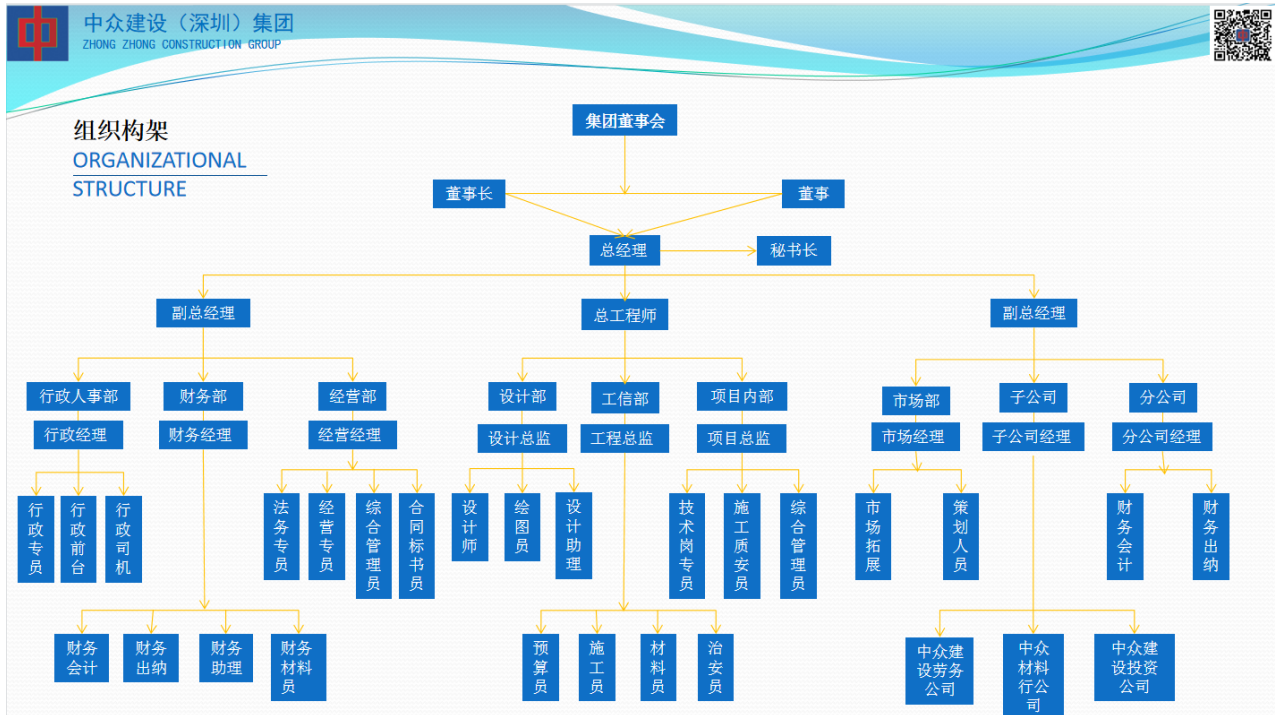 中众建设（深圳）集团
ZHONG ZHONG CONSTRUCTION GROUP
组织构架
ORGANIZATIONAL
STRUCTURE
集团董事会
董事长
董事
总经理
秘书长
副总经理
总工程师
副总经理
行政人事部
财务部
经营部
设计部
工信部
项目内部
市场部
子公司
分公司
行政经理
财务经理
经营经理
设计总监
工程总监
项目总监
市场经理
子公司经理
分公司经理
行政专员
行政前台
行政司机
法务专员
经营专员
综合管理员
合同标书员
设计师
绘图员
设计助理
技术岗专员
施工质安员
综合管理员
市场拓展
策划人员
财务会计
财务出纳
财务
会计
财务
出纳
财务
助理
财务
材料
员
预算员
施工员
材料员
治安员
中众建
设劳务
公司
中众
材料
行公
司
中众建
设投资
公司